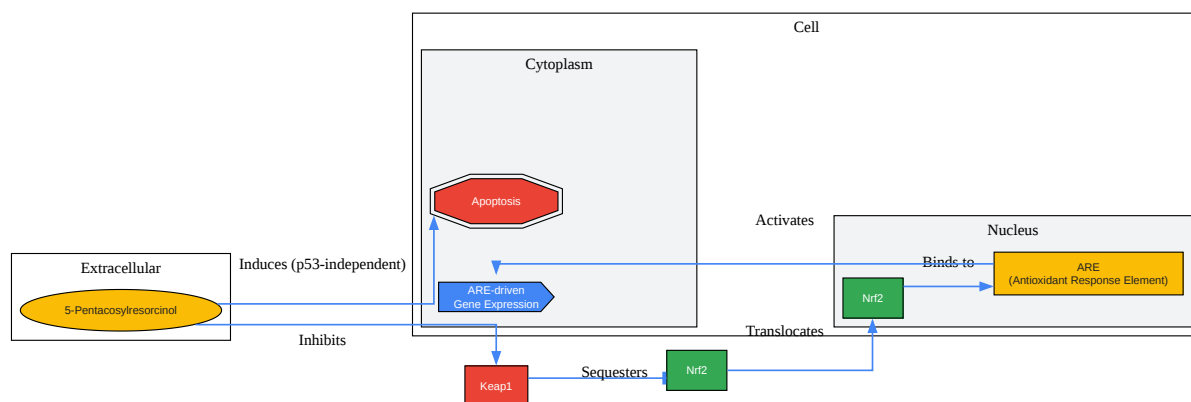 Cell
Cytoplasm
Apoptosis
Activates
Nucleus
Extracellular
Induces (p53-independent)
Binds to
ARE
(Antioxidant Response Element)
ARE-driven
Gene Expression
Nrf2
5-Pentacosylresorcinol
Translocates
Inhibits
Sequesters
Nrf2
Keap1